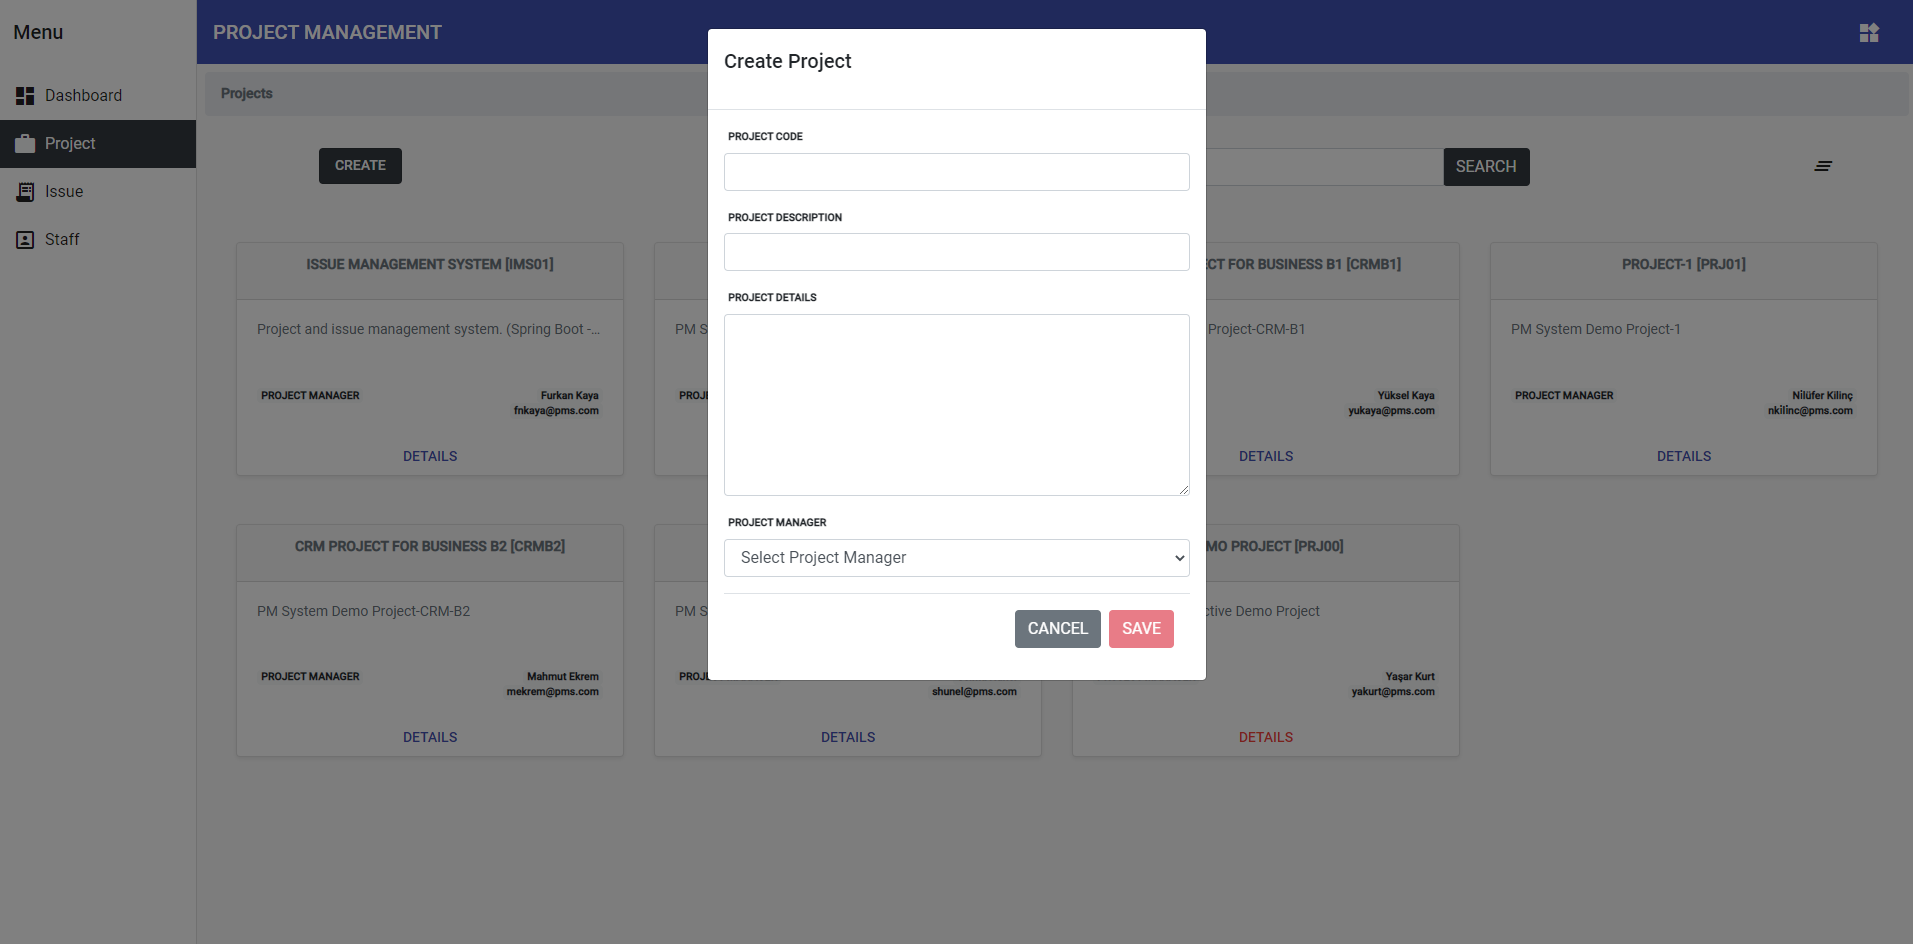 Menu
PROJECT MANAGEMENT
Dashboard
Project
Issue
Staff
Projects
CREATE
SEARCH
Create Project
PROJECT CODE
PROJECT DESCRIPTION
PROJECT DETAILS
PROJECT MANAGER
Select Project Manager
CANCEL
SAVE
ISSUE MANAGEMENT SYSTEM [IMS01]
Project and issue management system. (Spring Boot -...
PROJECT MANAGER
Furkan Kaya
fnkaya@pms.com
DETAILS
PM
FOR BUSINESS B1 [CRMB1]
Project-CRM-B1
Yüksel Kaya
yukaya@pms.com
DETAILS
PROJECT-1 [PRJ01]
PM System Demo Project-1
PROJECT MANAGER
Nilüfer Kilinç
nkilinc@pms.com
DETAILS
CRM PROJECT FOR BUSINESS B2 [CRMB2]
PM System Demo Project-CRM-B2
PROJECT MANAGER
Mahmut Ekrem
mekrem@pms.com
DETAILS
PM
shunel@pms.com
DETAILS
PROJECT [PRJ00]
Demo Project
Yaşar Kurt
yakurt@pms.com
DETAILS